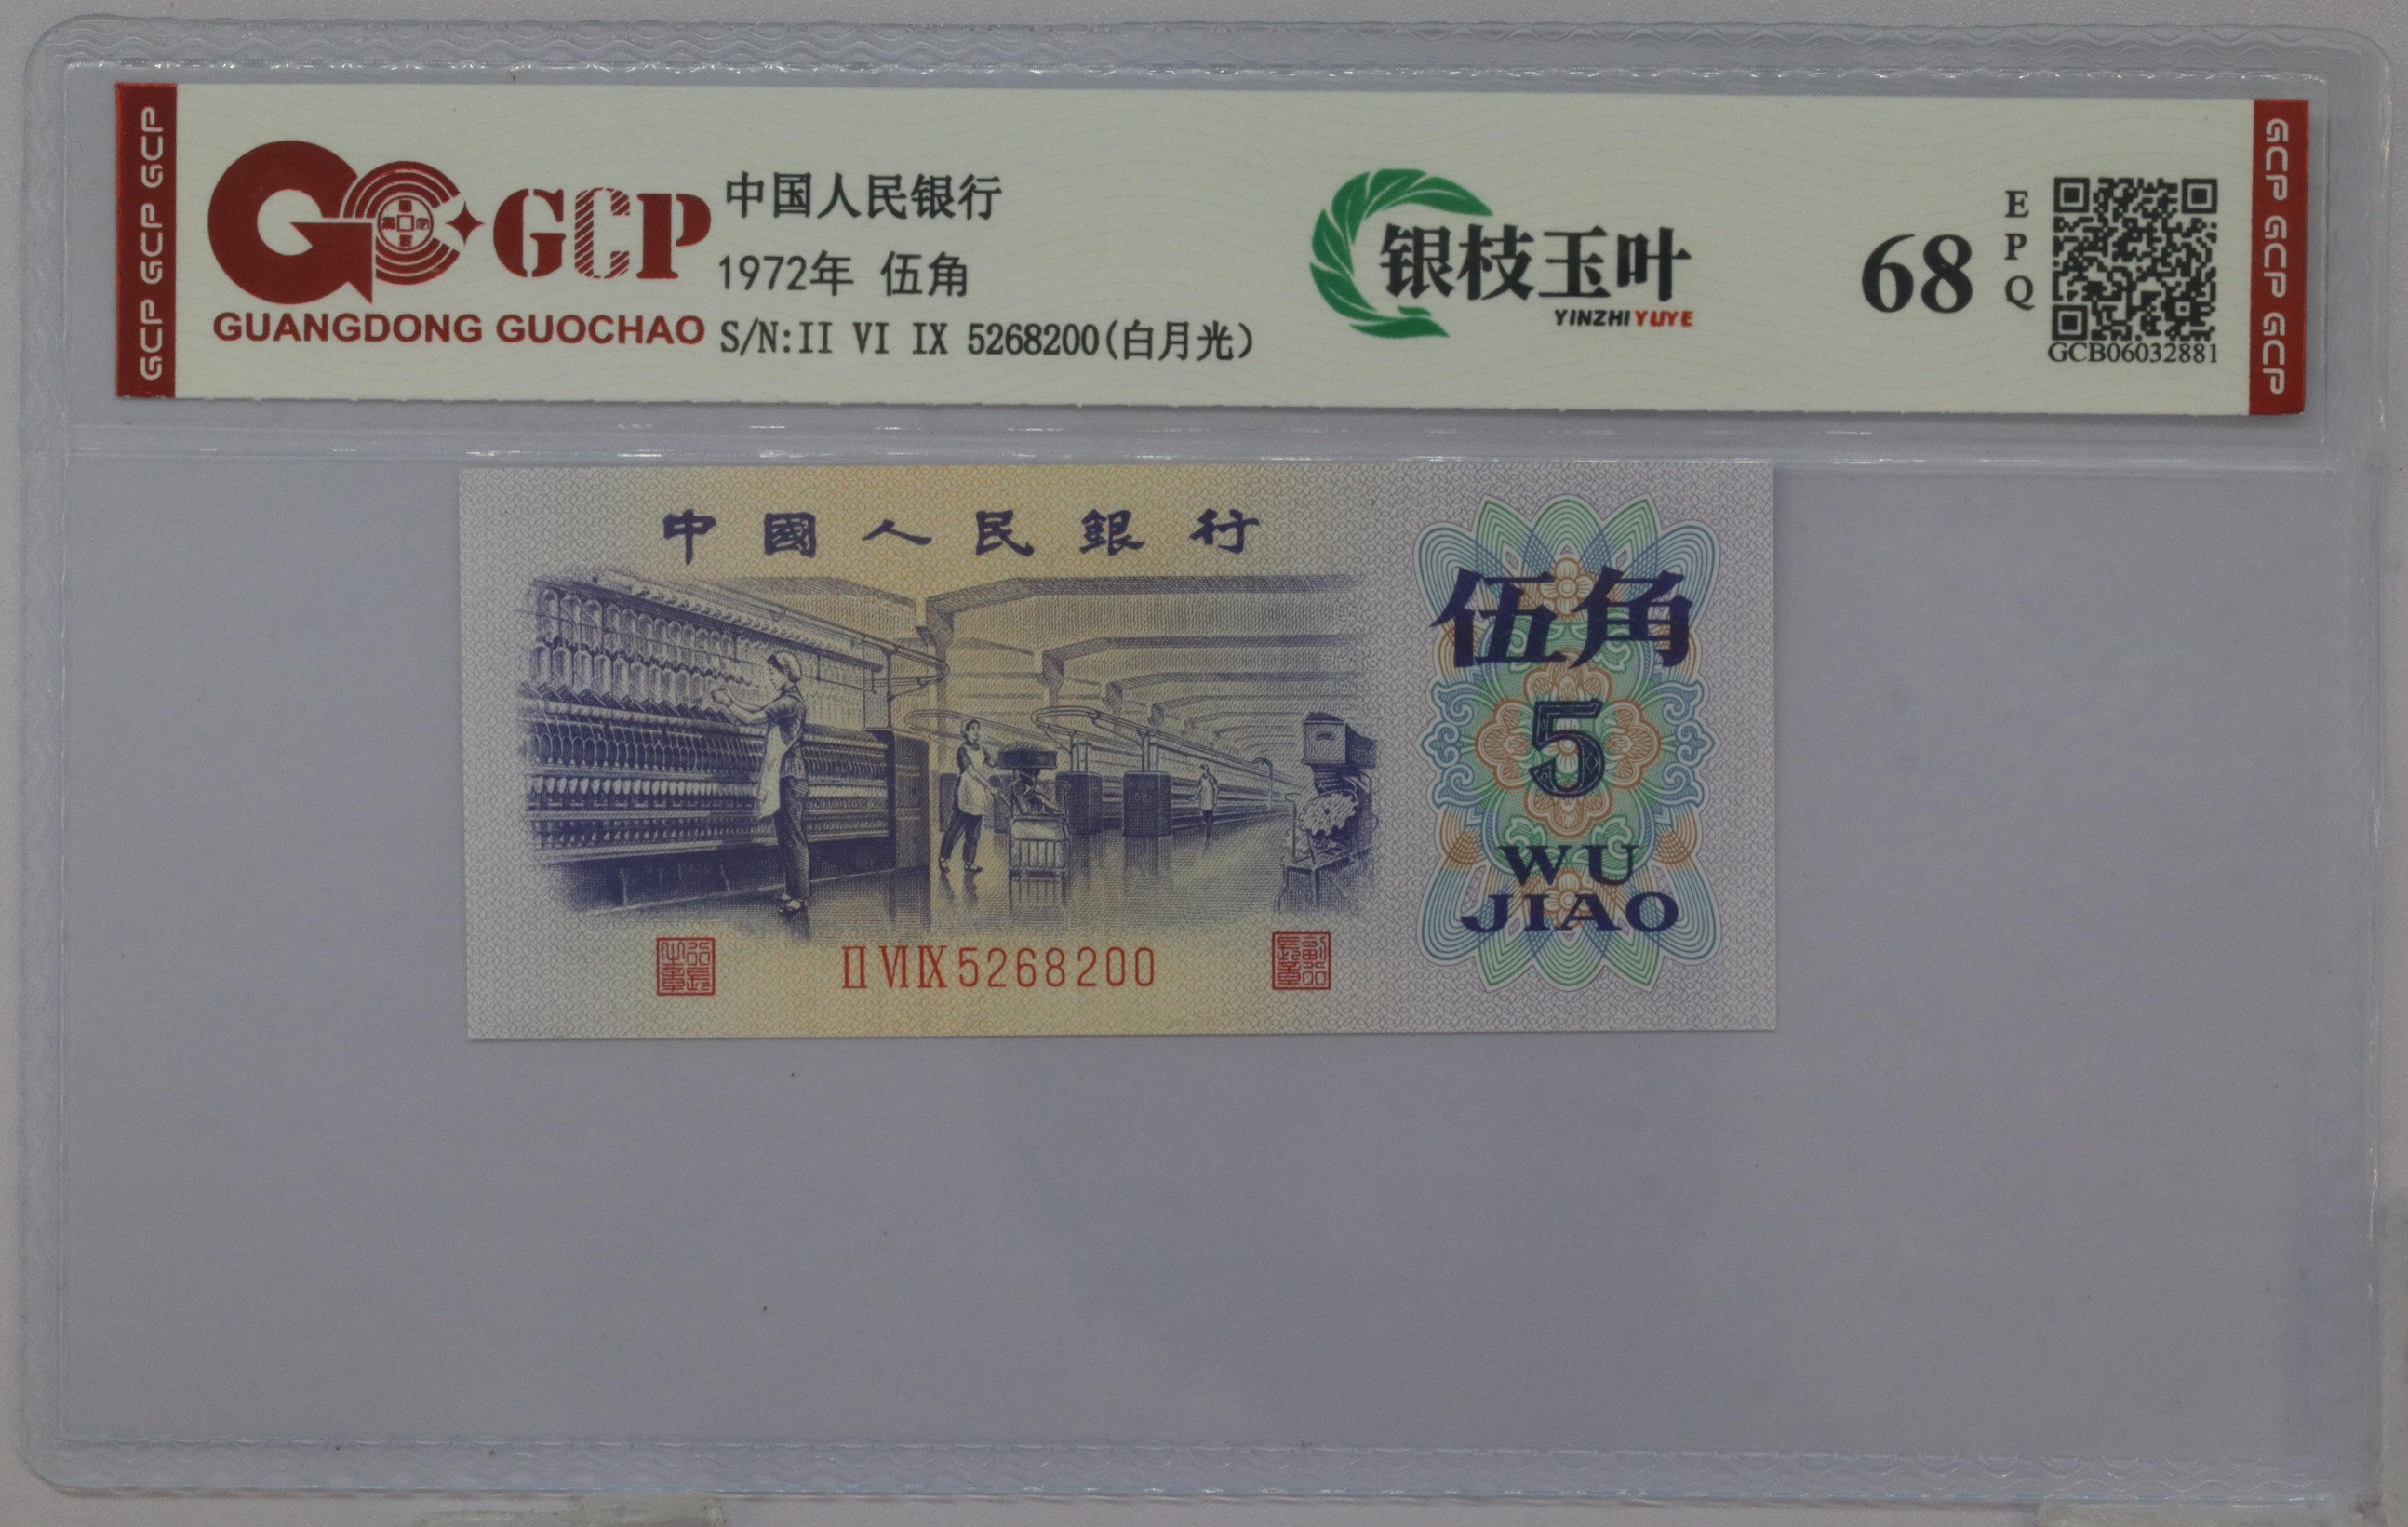 GCP GCP GCP
GCP
GUANGDONG GUOCHAO
中国人民银行
1972年 伍角
S/N:II VI IX 5268200(白月光)
银枝玉叶
YINZHI YUYE
68
EPQ
GCB06032881
GCP GCP GCP
中國人民銀行
伍角
5
WU
JIAO
II VI IX 5268200